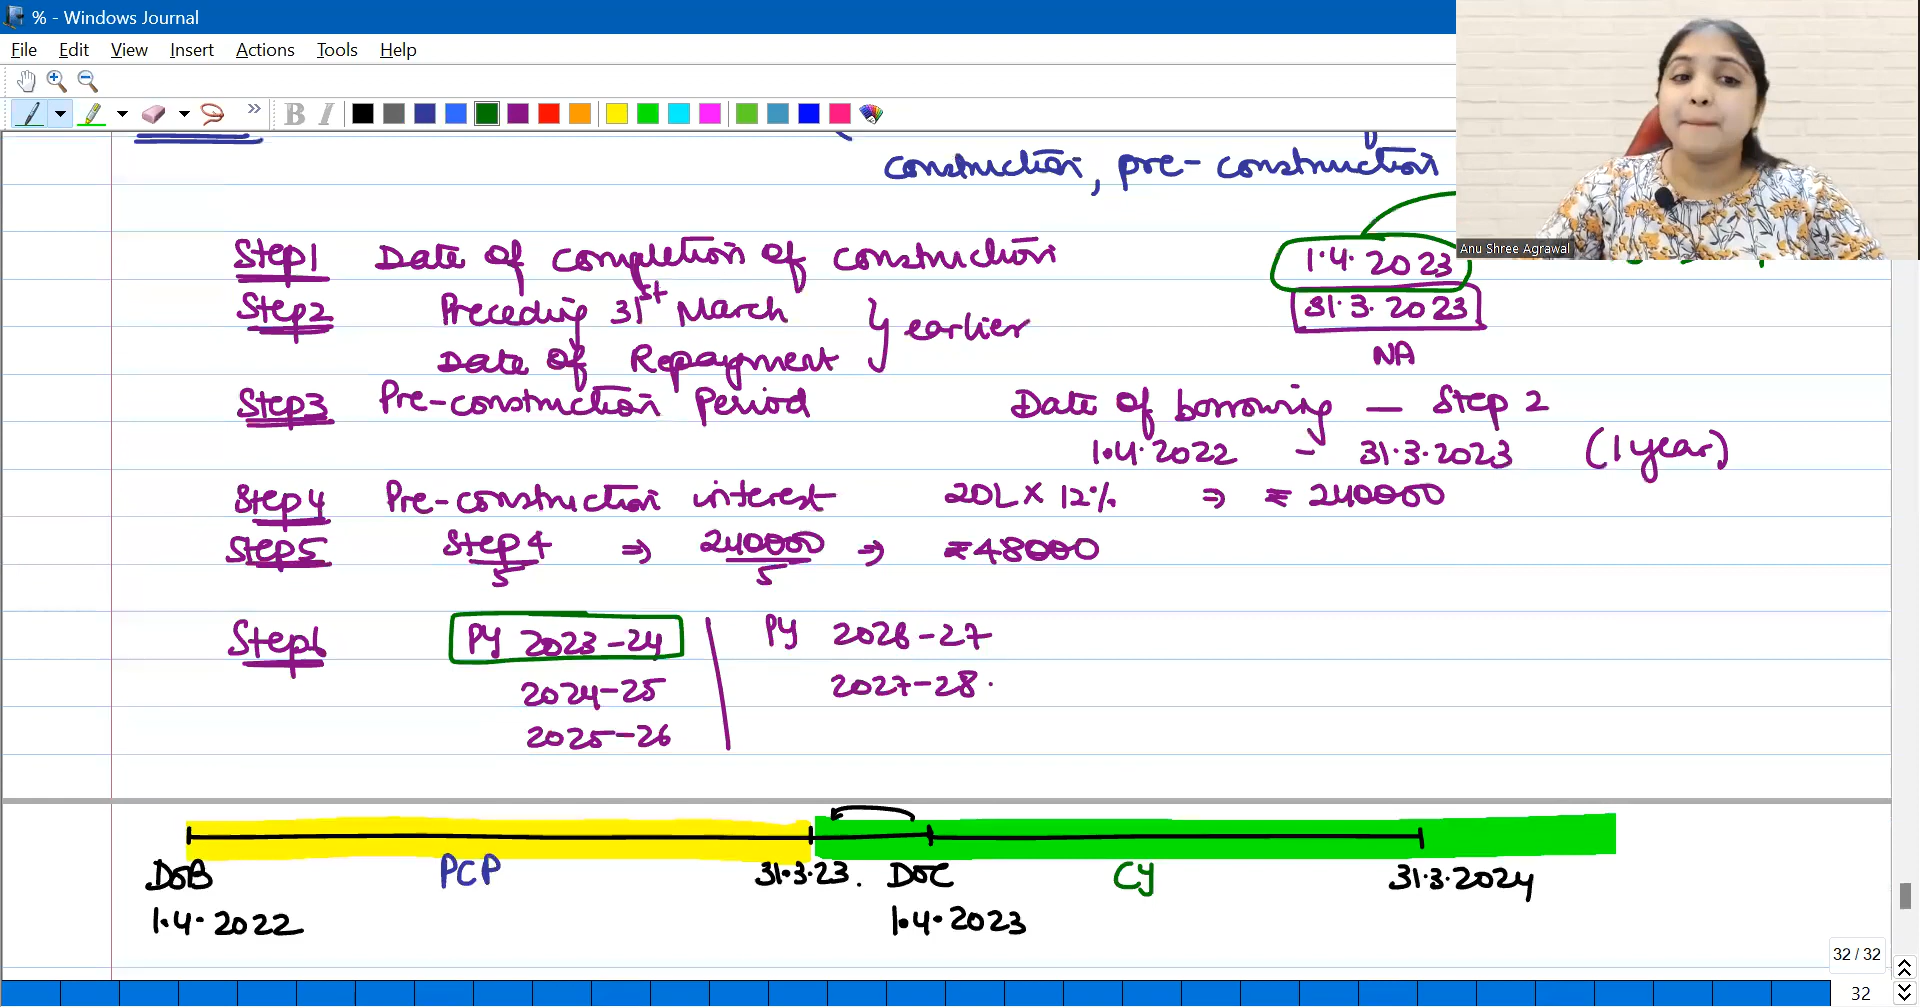 % - Windows Journal
File Edit View Insert Actions Tools Help
B I
construction, pre-construction
Anu Shree Agrawal
Step1 Date of completion of construction 1.4.2023
Step2 Preceding 31st March } earlier 31.3.2023
Date of Repayment NA
Step3 Pre-construction Period Date of borrowing — Step 2
1.4.2022 - 31.3.2023 (1 year)
Step4 Pre-construction interest 20L × 12% ⇒ ₹ 240000
Step5 Step 4/5 ⇒ 240000/5 ⇒ ₹48000
Step6 PY 2023-24 PY 2026-27
2024-25 2027-28.
2025-26
DOB PCP 31.3.23. DOC CY 31.3.2024
1.4.2022 1.4.2023
32 / 32
32